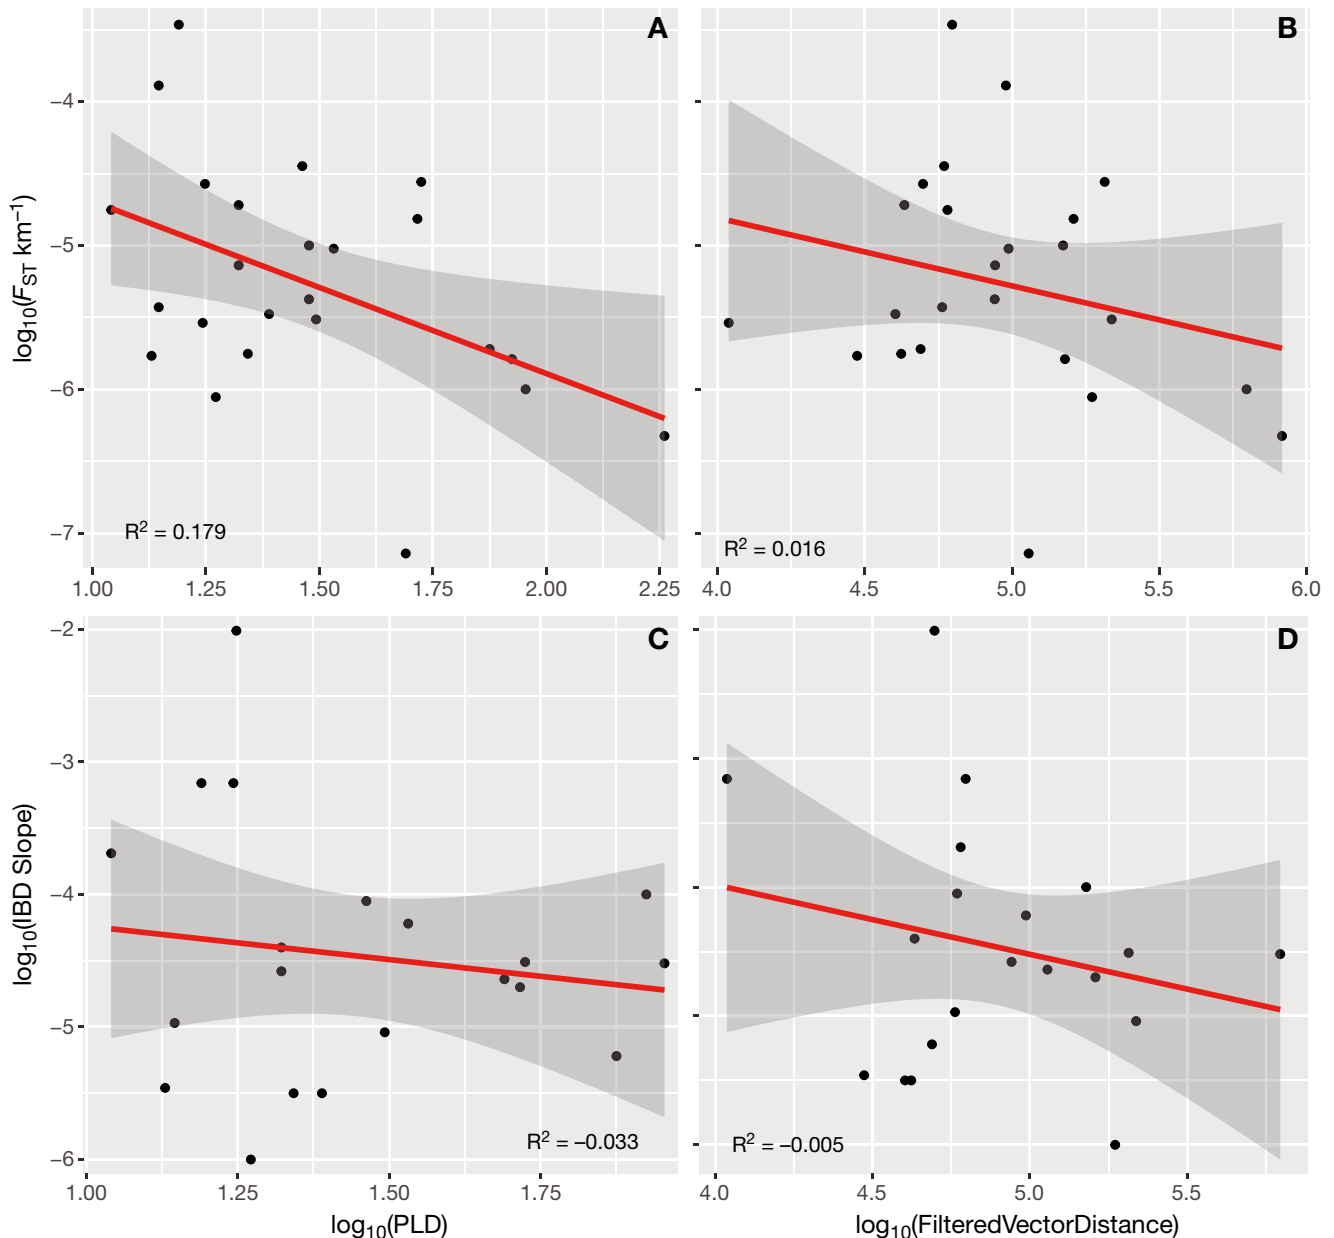 A
B
−4
−5
−6
−7
log₁₀(F_ST km⁻¹)
R² = 0.179
R² = 0.016
1.00 1.25 1.50 1.75 2.00 2.25
4.0 4.5 5.0 5.5 6.0
C
D
−2
−3
−4
−5
−6
log₁₀(IBD Slope)
R² = −0.033
R² = −0.005
1.00 1.25 1.50 1.75
4.0 4.5 5.0 5.5
log₁₀(PLD)
log₁₀(FilteredVectorDistance)